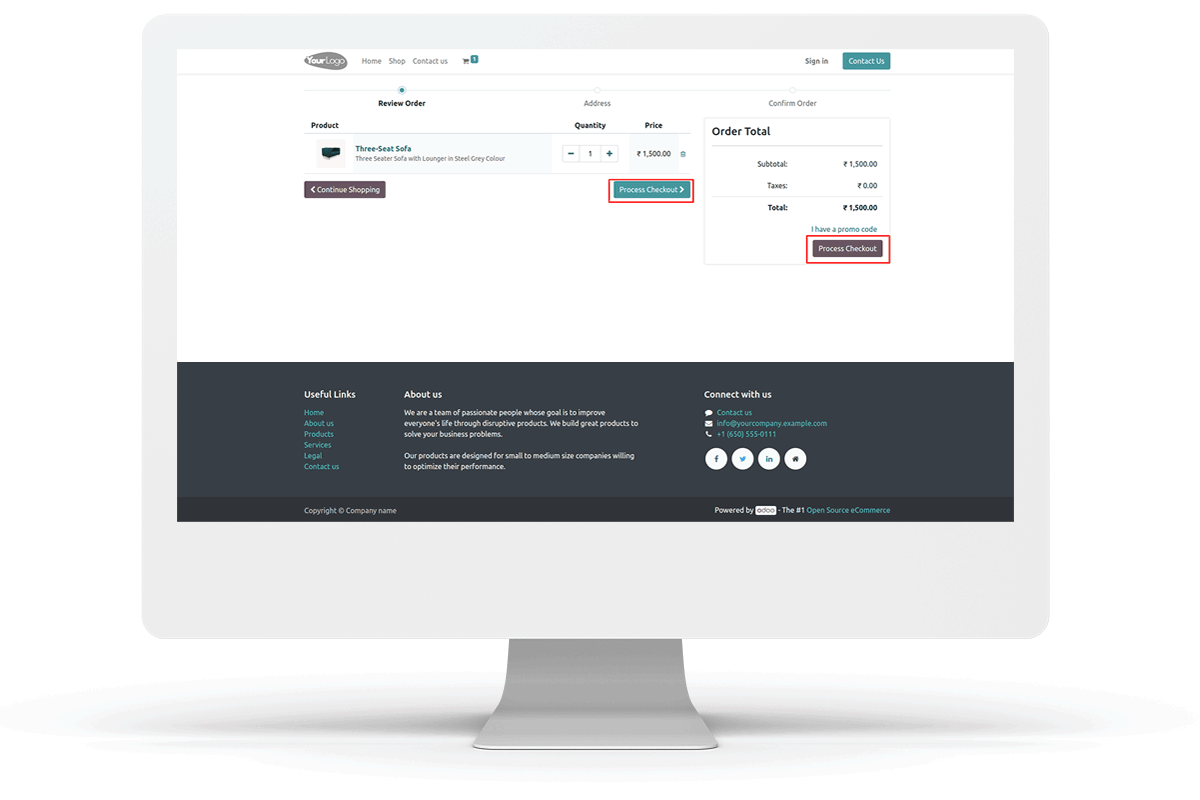 YourLogo Home Shop Contact us 1 Sign in Contact Us
Review Order Address Confirm Order
Product Quantity Price
Three-Seat Sofa
Three Seater Sofa with Lounger in Steel Grey Colour
1 ₹ 1,500.00
Continue Shopping Process Checkout
Order Total
Subtotal: ₹ 1,500.00
Taxes: ₹ 0.00
Total: ₹ 1,500.00
I have a promo code
Process Checkout
Useful Links
Home
About us
Products
Services
Legal
Contact us
About us
We are a team of passionate people whose goal is to improve
everyone's life through disruptive products. We build great products to
solve your business problems.
Our products are designed for small to medium size companies willing
to optimize their performance.
Connect with us
Contact us
info@yourcompany.example.com
+1 (650) 555-0111
Copyright © Company name
Powered by odoo - The #1 Open Source eCommerce